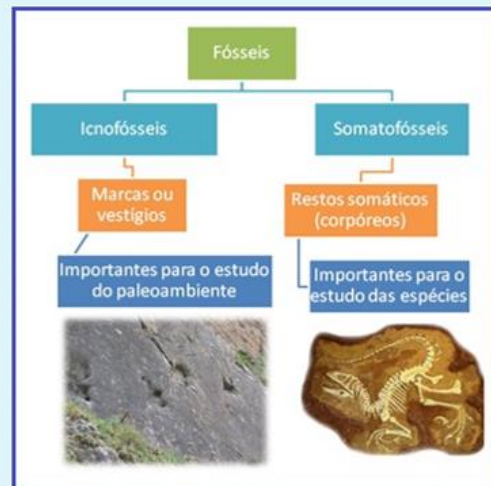 Fósseis
Icnofósseis
Somatofósseis
Marcas ou
vestígios
Restos somáticos
(corpóreos)
Importantes para o estudo
do paleoambiente
Importantes para o
estudo das espécies